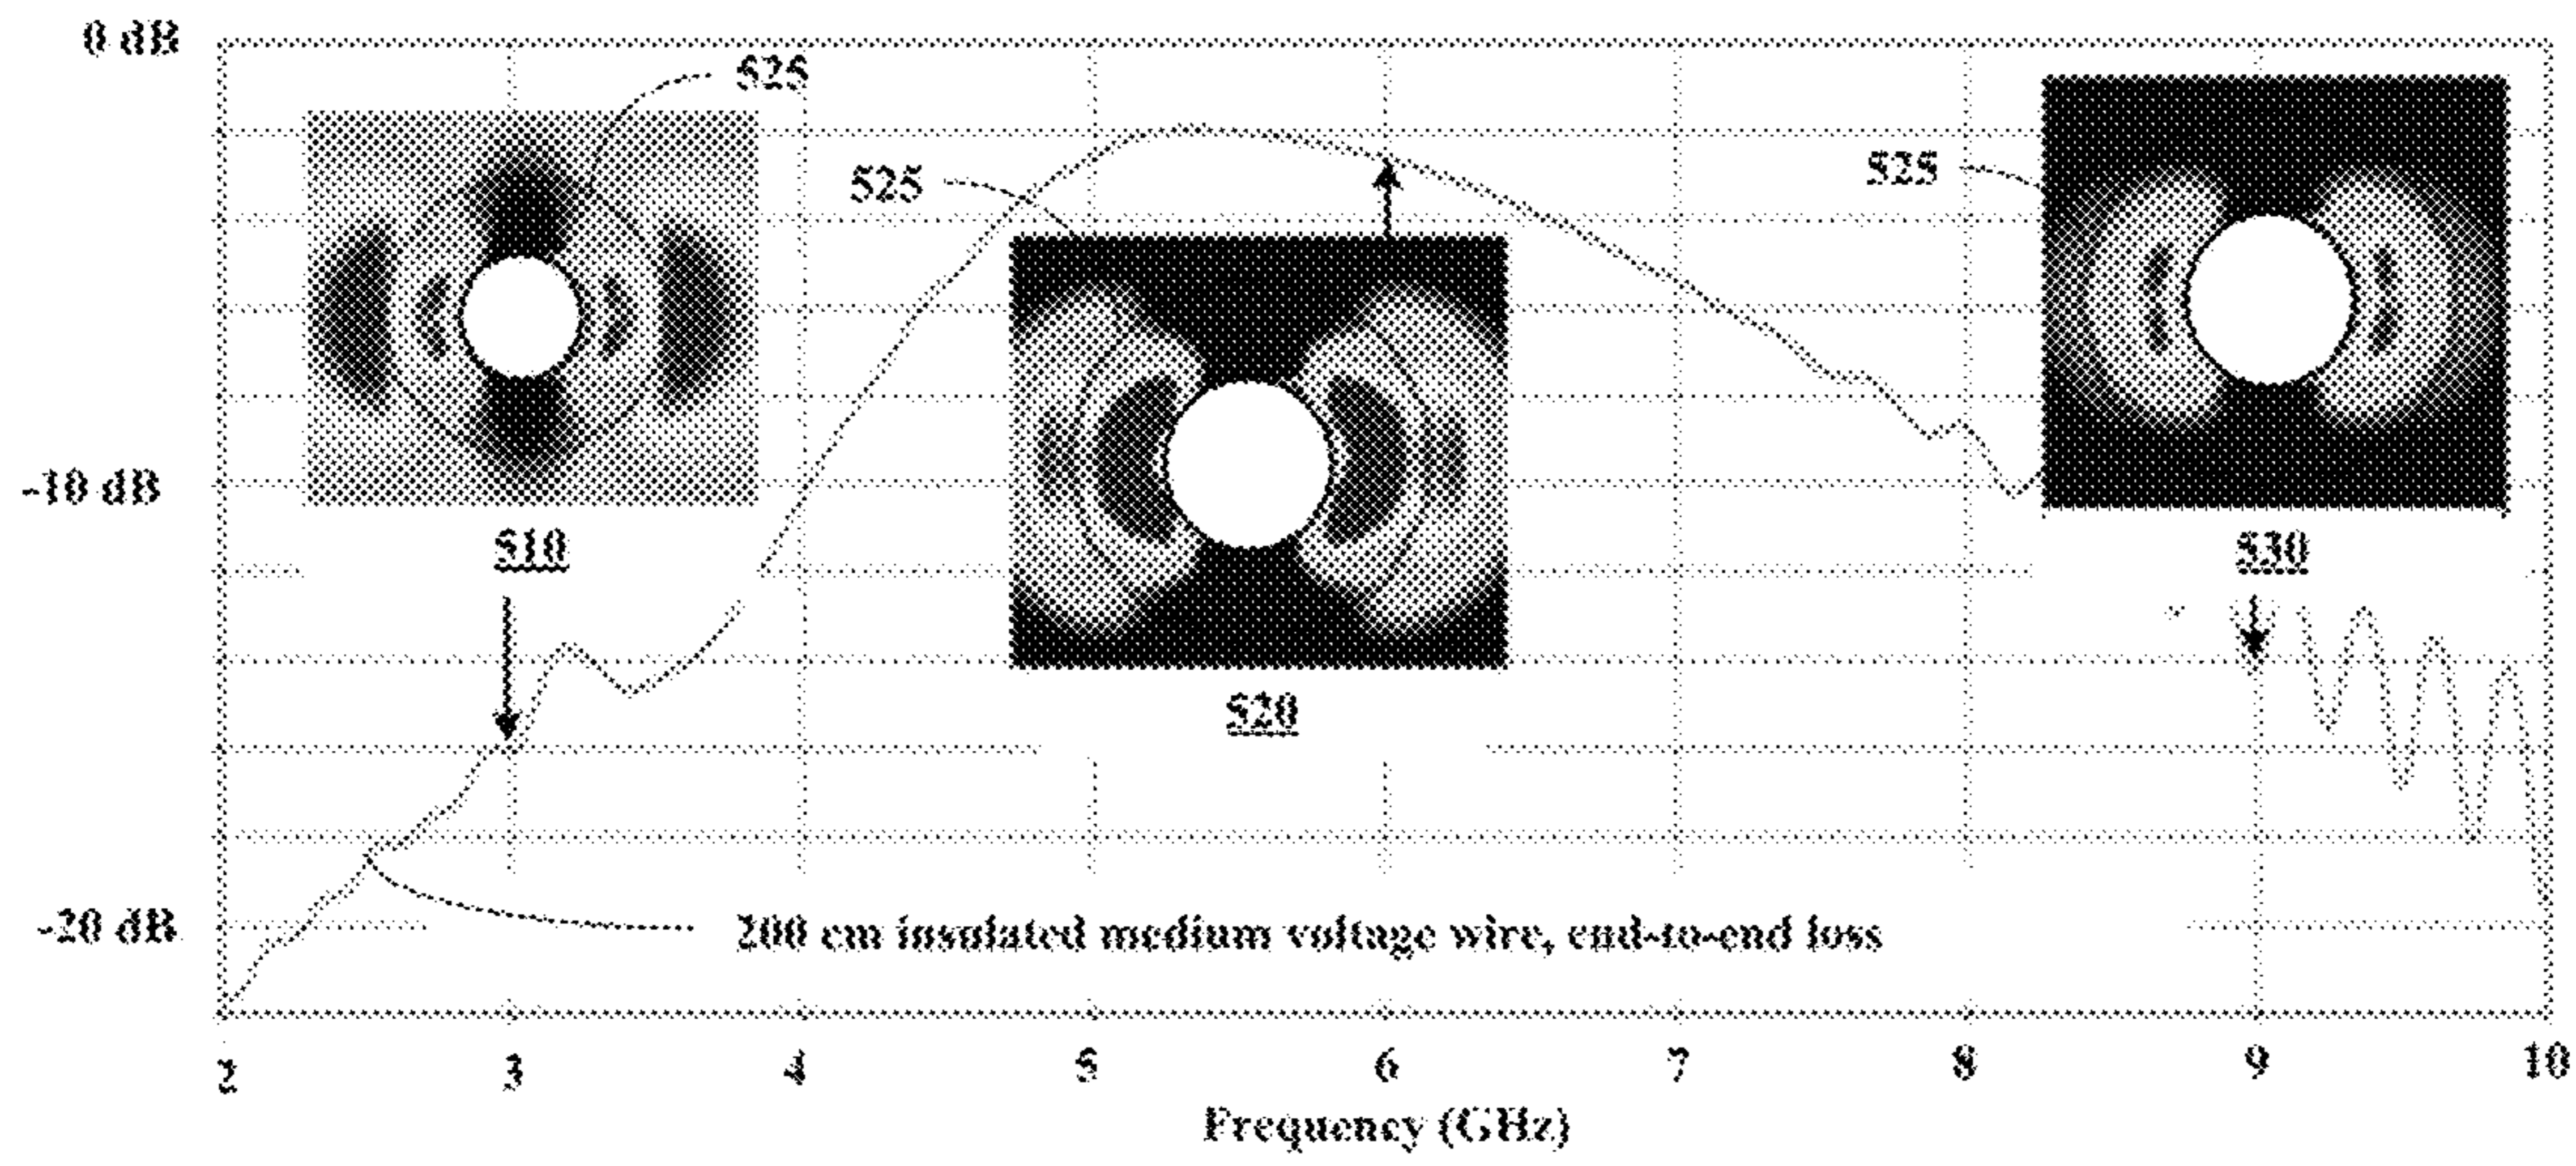 0 dB
525
525
525
-10 dB
510
530
520
-20 dB
200 cm insulated medium voltage wire, end-to-end loss
2 3 4 5 6 7 8 9 10
Frequency (GHz)